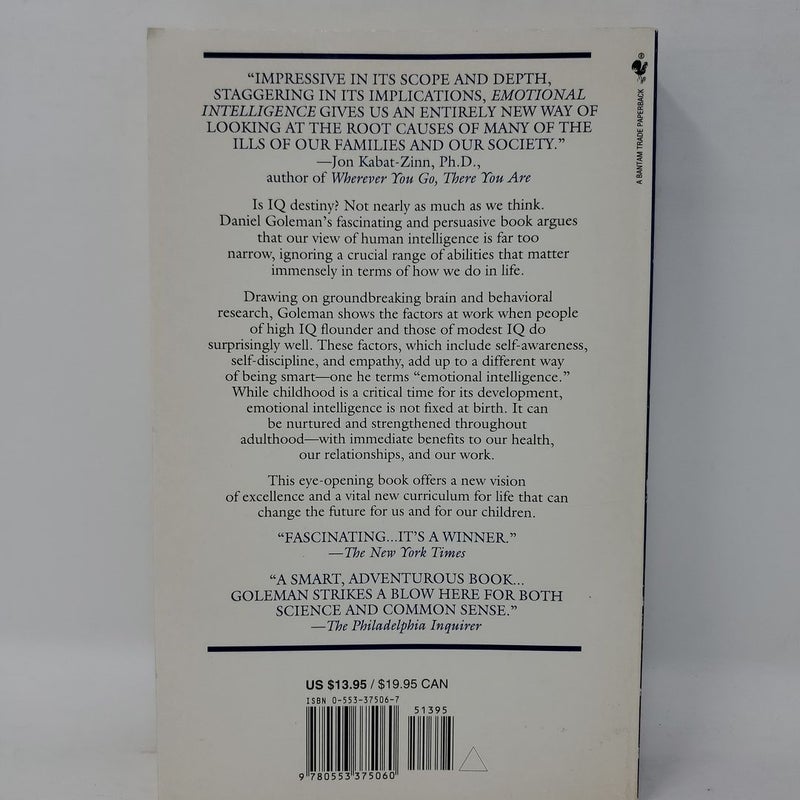 “IMPRESSIVE IN ITS SCOPE AND DEPTH,
STAGGERING IN ITS IMPLICATIONS, EMOTIONAL
INTELLIGENCE GIVES US AN ENTIRELY NEW WAY OF
LOOKING AT THE ROOT CAUSES OF MANY OF THE
ILLS OF OUR FAMILIES AND OUR SOCIETY.”
—Jon Kabat-Zinn, Ph.D.,
author of Wherever You Go, There You Are
Is IQ destiny? Not nearly as much as we think.
Daniel Goleman’s fascinating and persuasive book argues
that our view of human intelligence is far too
narrow, ignoring a crucial range of abilities that matter
immensely in terms of how we do in life.
Drawing on groundbreaking brain and behavioral
research, Goleman shows the factors at work when people
of high IQ flounder and those of modest IQ do
surprisingly well. These factors, which include self-awareness,
self-discipline, and empathy, add up to a different way
of being smart—one he terms “emotional intelligence.”
While childhood is a critical time for its development,
emotional intelligence is not fixed at birth. It can
be nurtured and strengthened throughout
adulthood—with immediate benefits to our health,
our relationships, and our work.
This eye-opening book offers a new vision
of excellence and a vital new curriculum for life that can
change the future for us and for our children.
“FASCINATING...IT’S A WINNER.”
—The New York Times
“A SMART, ADVENTUROUS BOOK...
GOLEMAN STRIKES A BLOW HERE FOR BOTH
SCIENCE AND COMMON SENSE.”
—The Philadelphia Inquirer
US $13.95 / $19.95 CAN
ISBN 0-553-37506-7
51395
9 780553 375060
A BANTAM TRADE PAPERBACK